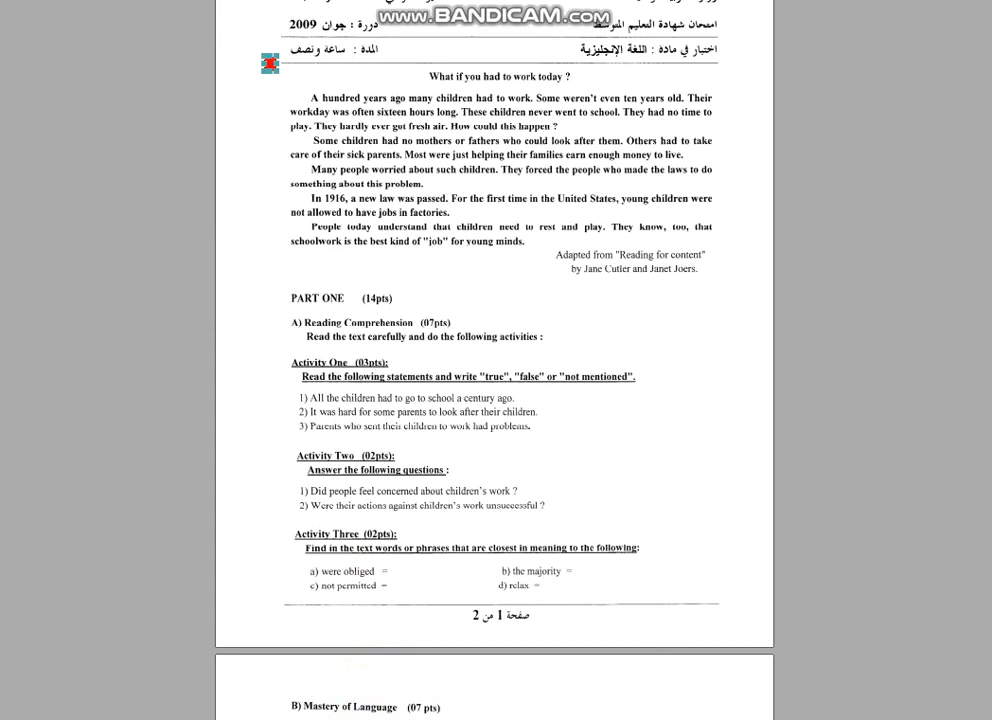 www.BANDICAM.com
امتحان شهادة التعليم المتوسط
دورة : جوان 2009
اختبار في مادة : اللغة الإنجليزية
المدة : ساعة ونصف
What if you had to work today ?
A hundred years ago many children had to work. Some weren't even ten years old. Their
workday was often sixteen hours long. These children never went to school. They had no time to
play. They hardly ever got fresh air. How could this happen ?
Some children had no mothers or fathers who could look after them. Others had to take
care of their sick parents. Most were just helping their families earn enough money to live.
Many people worried about such children. They forced the people who made the laws to do
something about this problem.
In 1916, a new law was passed. For the first time in the United States, young children were
not allowed to have jobs in factories.
People today understand that children need to rest and play. They know, too, that
schoolwork is the best kind of "job" for young minds.
Adapted from "Reading for content"
by Jane Cutler and Janet Joers.
PART ONE (14pts)
A) Reading Comprehension (07pts)
Read the text carefully and do the following activities :
Activity One (03pts):
Read the following statements and write "true", "false" or "not mentioned".
1) All the children had to go to school a century ago.
2) It was hard for some parents to look after their children.
3) Parents who sent their children to work had problems.
Activity Two (02pts):
Answer the following questions :
1) Did people feel concerned about children's work ?
2) Were their actions against children's work unsuccessful ?
Activity Three (02pts):
Find in the text words or phrases that are closest in meaning to the following:
a) were obliged = b) the majority =
c) not permitted = d) relax =
صفحة 1 من 2
B) Mastery of Language (07 pts)